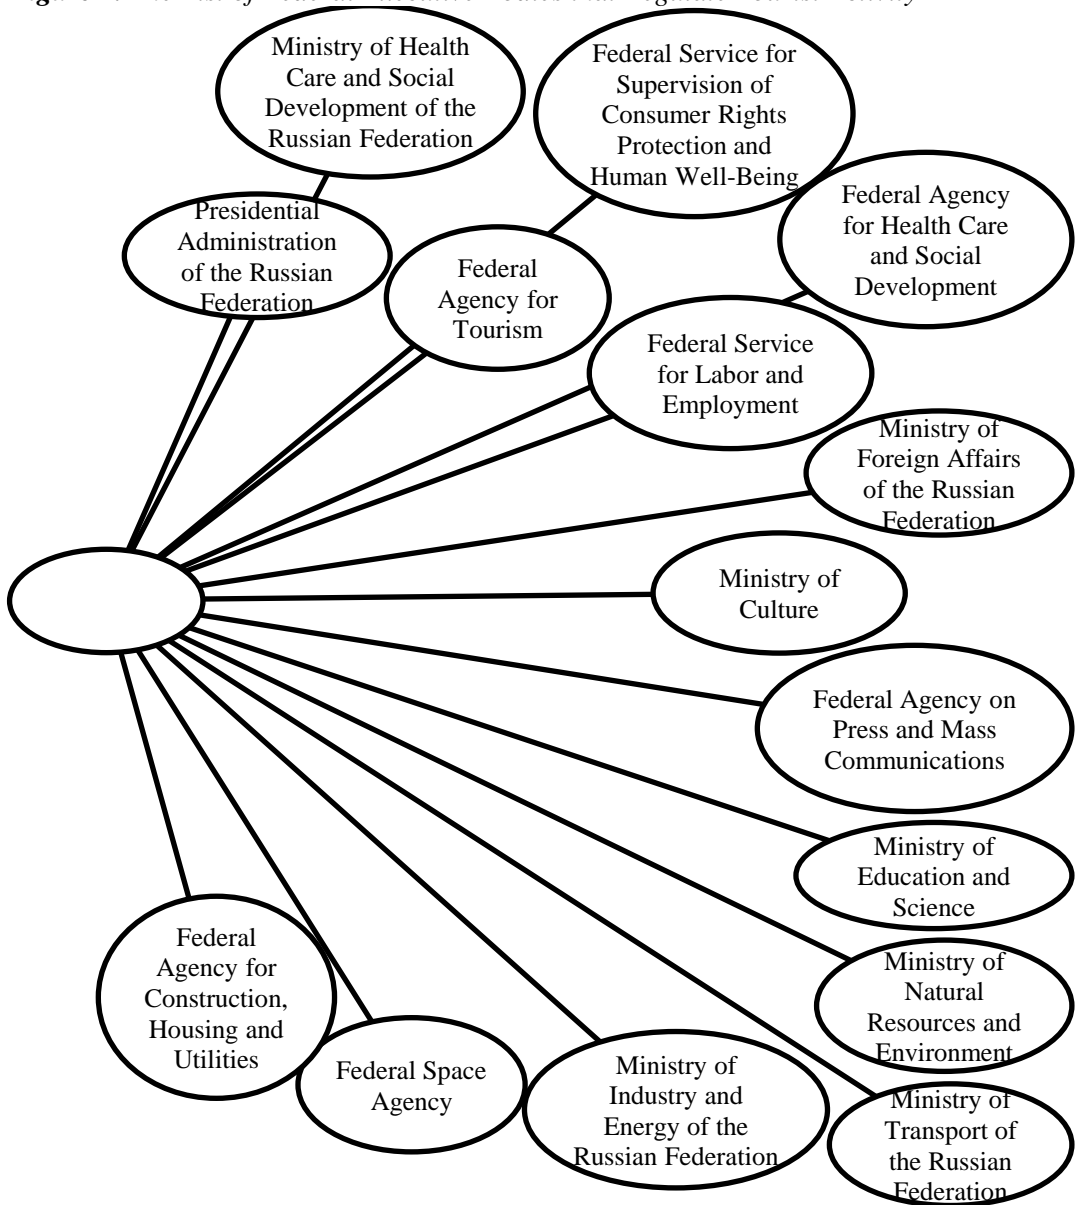 Ministry of Health
Care and Social
Development of the
Russian Federation
Federal Service for
Supervision of
Consumer Rights
Protection and
Human Well-Being
Presidential
Administration
of the Russian
Federation
Federal
Agency for
Tourism
Federal Agency
for Health Care
and Social
Development
Federal Service
for Labor and
Employment
Ministry of
Foreign Affairs
of the Russian
Federation
Ministry of
Culture
Federal Agency on
Press and Mass
Communications
Ministry of
Education and
Science
Ministry of
Natural
Resources and
Environment
Ministry of
Transport of
the Russian
Federation
Ministry of
Industry and
Energy of the
Russian Federation
Federal Space
Agency
Federal
Agency for
Construction,
Housing and
Utilities